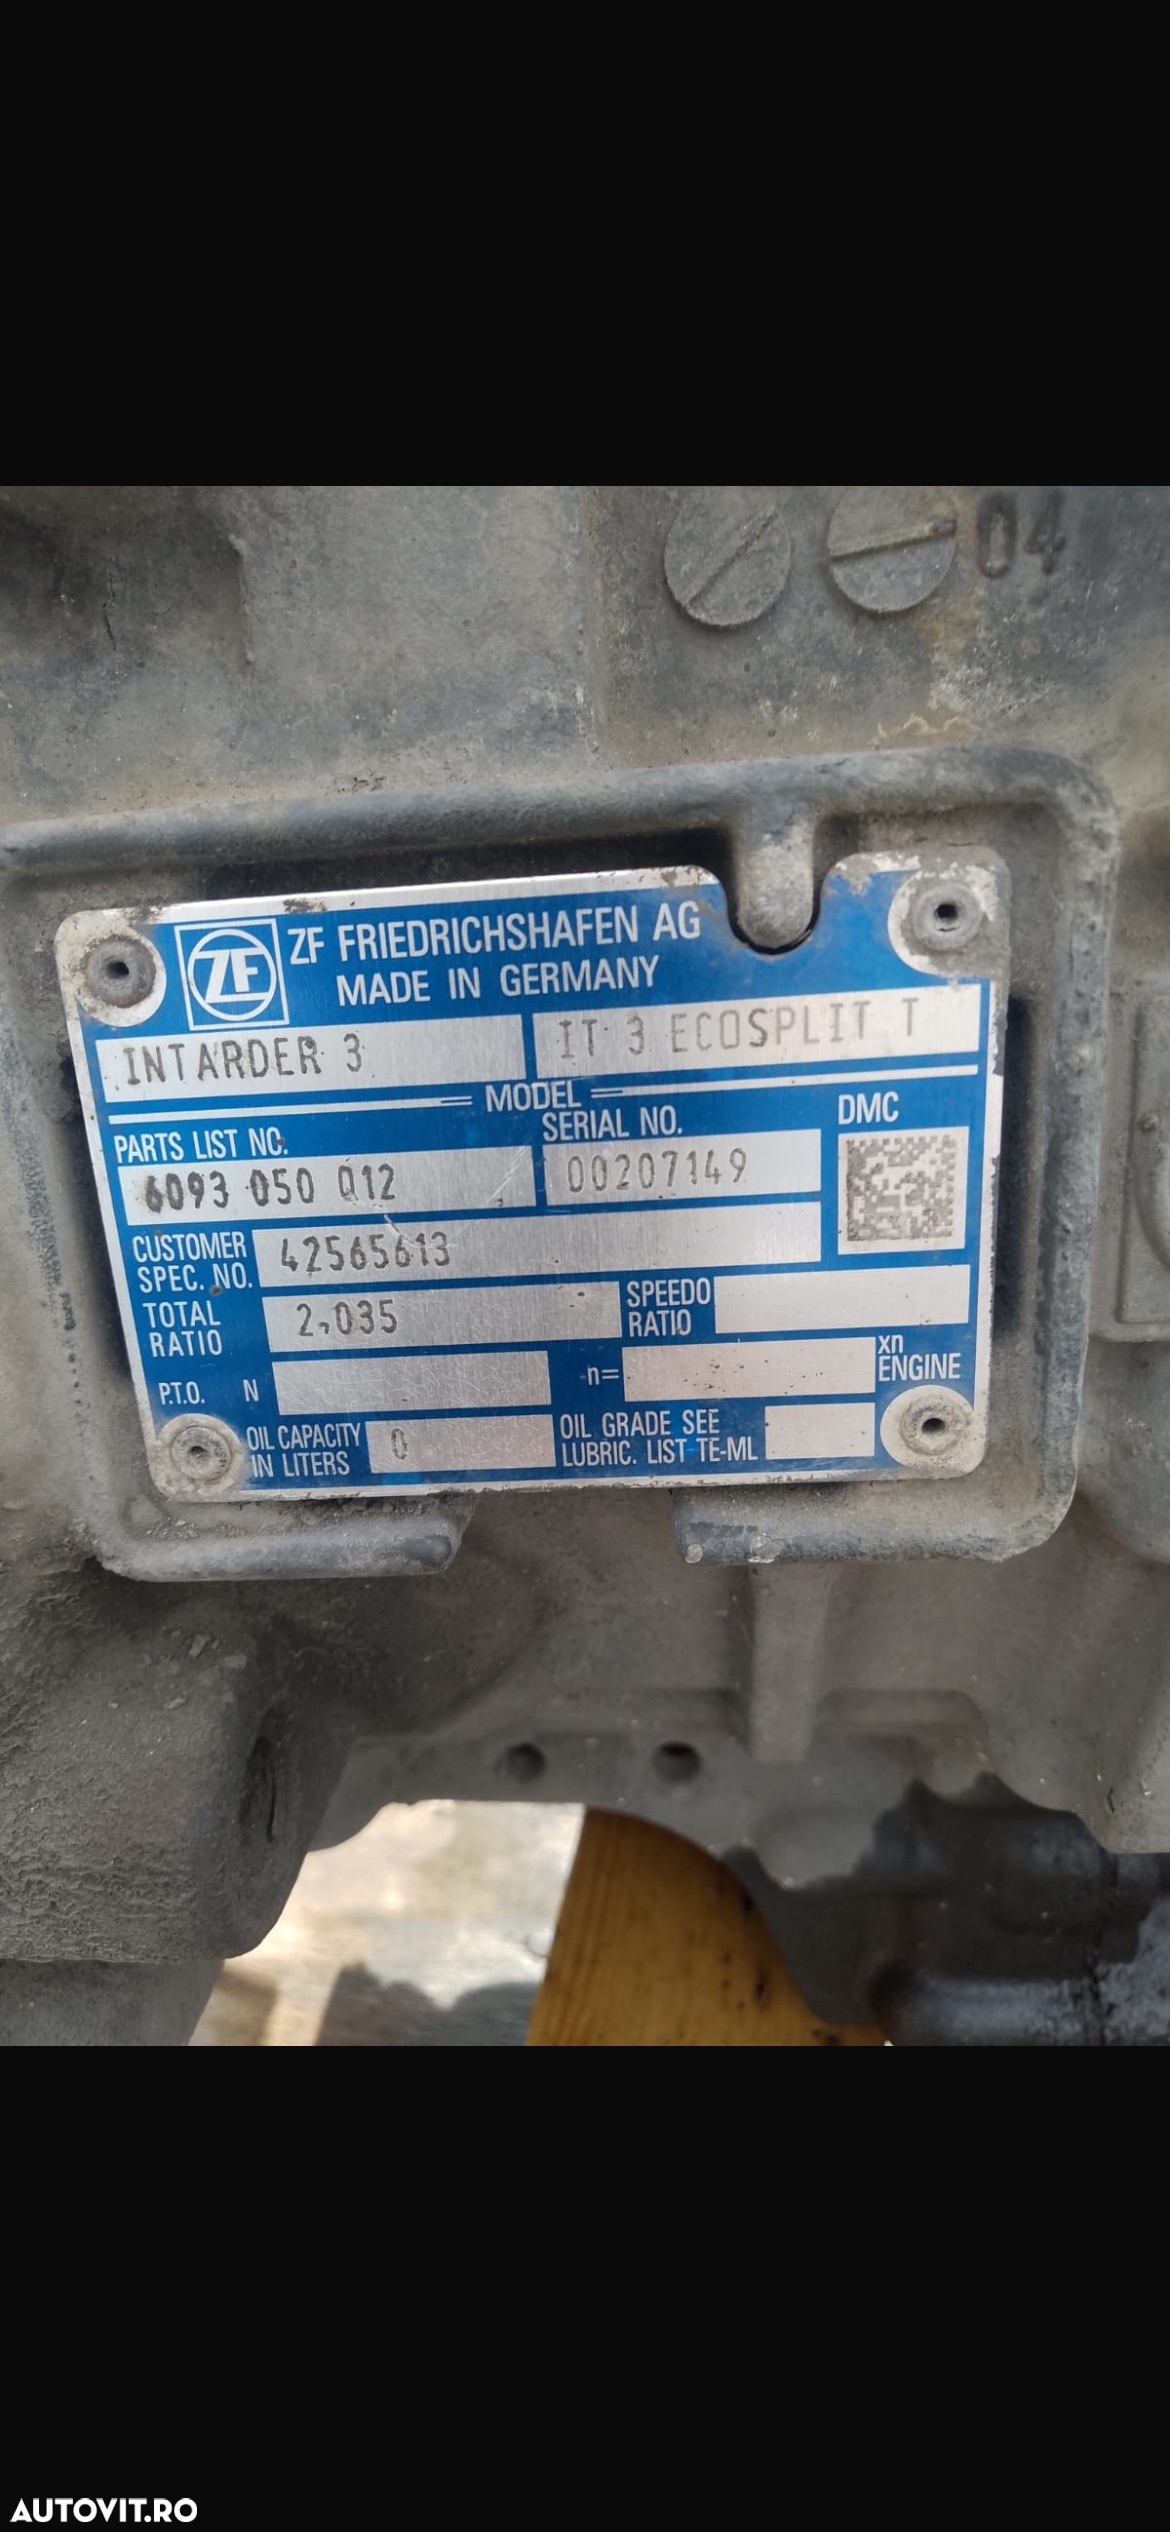 04
ZF
ZF FRIEDRICHSHAFEN AG
MADE IN GERMANY
INTARDER 3
IT 3 ECOSPLIT T
MODEL
PARTS LIST NO.
SERIAL NO.
DMC
6093 050 012
00207149
CUSTOMER
SPEC. NO.
42565613
TOTAL
RATIO
2,035
SPEEDO
RATIO
P.T.O. N
n=
xn
ENGINE
OIL CAPACITY
IN LITERS
0
OIL GRADE SEE
LUBRIC. LIST TE-ML
AUTOVIT.RO